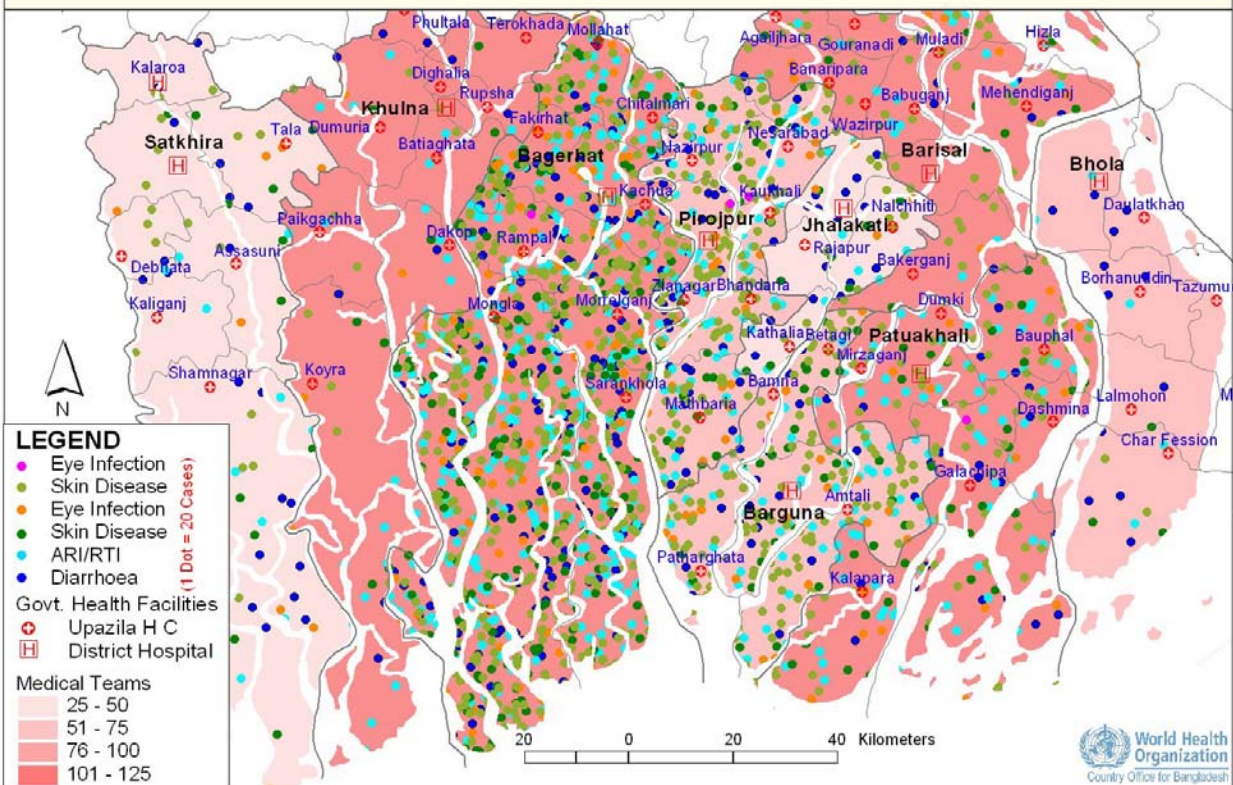 Phultala
Terokhada
Mollahat
Agailjhara
Gouranadi
Muladi
Hizla
Kalaroa
Dighalia
Banaripara
Rupsha
Chitalmari
Babuganj
Mehendiganj
Khulna
Satkhira
Tala
Dumuria
Fakirhat
Nesarabad
Wazirpur
Batiaghata
Bagerhat
Nazirpur
Barisal
Bhola
Kachua
Kaukhali
Nalchhiti
Daulatkhan
Paikgachha
Pirojpur
Jhalakati
Dakop
Rampal
Rajapur
Assasuni
Debhata
Bakerganj
Borhanuddin
Tazumu
Kaliganj
Mongla
Morrelganj
Zianagar
Bhandaria
Dumki
Kathalia
Betagi
Patuakhali
Bauphal
Mirzaganj
Shamnagar
Koyra
Sarankhola
Bamna
N
Mathbaria
Dashmina
Lalmohon
M
Char Fession
Galachipa
Amtali
Barguna
Patharghata
Kalapara
LEGEND
Eye Infection
Skin Disease
Eye Infection
Skin Disease
ARI/RTI
Diarrhoea
(1 Dot = 20 Cases)
Govt. Health Facilities
H Upazila H C
H District Hospital
Medical Teams
25 - 50
51 - 75
76 - 100
101 - 125
20 0 20 40 Kilometers
World Health
Organization
Country Office for Bangladesh